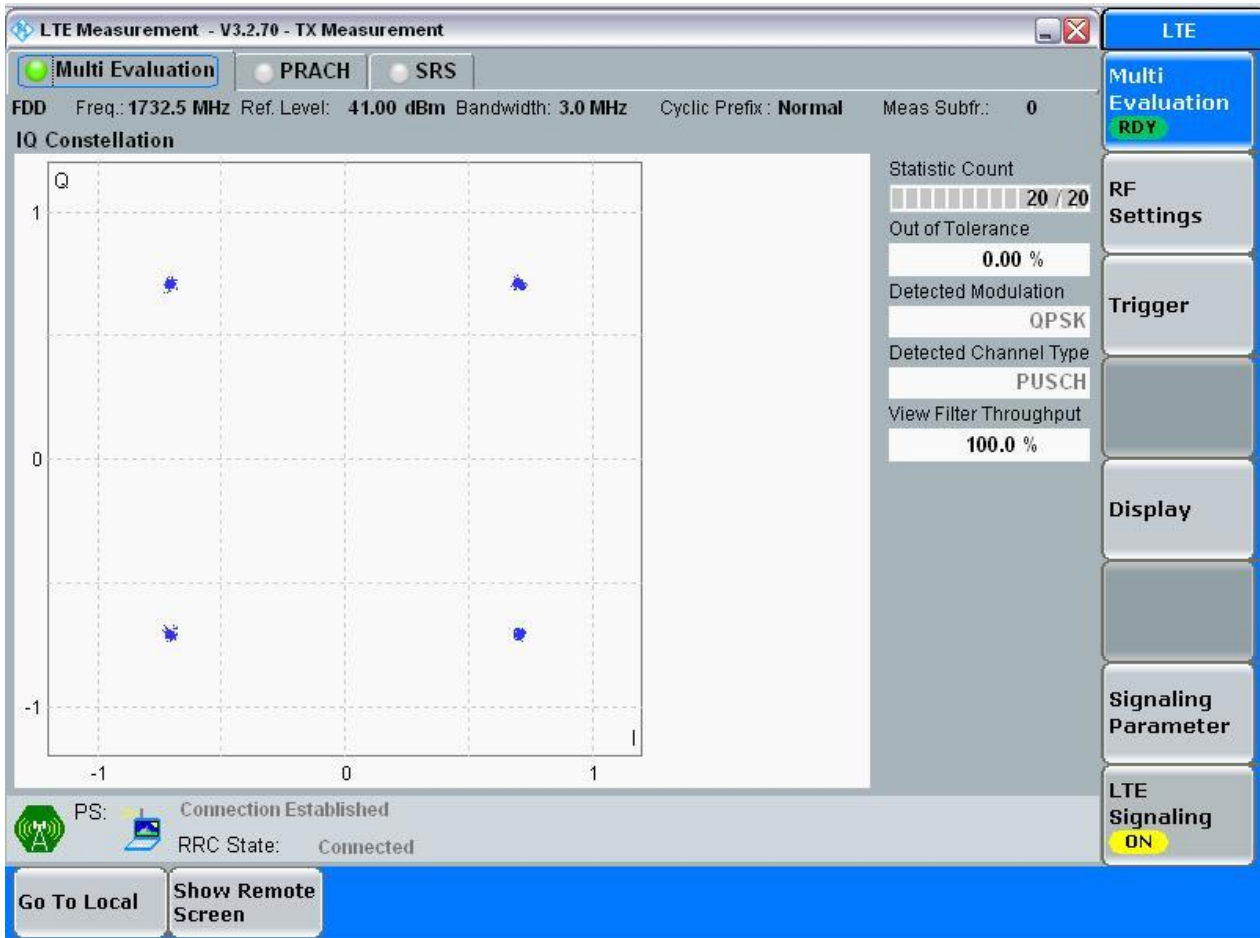 LTE Measurement - V3.2.70 - TX Measurement
LTE
Multi Evaluation PRACH SRS
Multi
Evaluation
RDY
FDD Freq.: 1732.5 MHz Ref. Level: 41.00 dBm Bandwidth: 3.0 MHz Cyclic Prefix : Normal Meas Subfr.: 0
IQ Constellation
Q
1
0
-1
I
-1 0 1
Statistic Count
20 / 20
Out of Tolerance
0.00 %
Detected Modulation
QPSK
Detected Channel Type
PUSCH
View Filter Throughput
100.0 %
RF
Settings
Trigger
Display
Signaling
Parameter
LTE
Signaling
ON
PS: Connection Established
RRC State: Connected
Go To Local
Show Remote
Screen